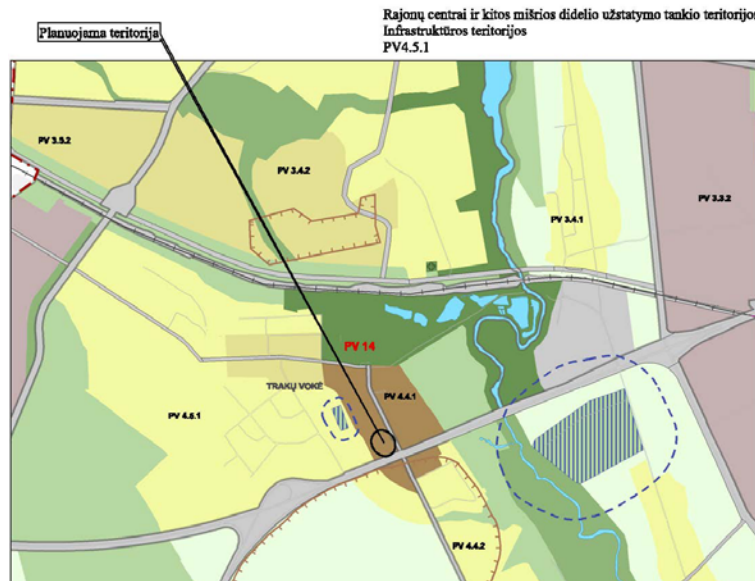 Rajonų centrai ir kitos mišrios didelio užstatymo tankio teritorijos
Infrastruktūros teritorijos
PV4.5.1
Planuojama teritorija
PV 3.5.2
PV 3.4.2
PV 3.4.1
PV 3.3.2
PV 14
TRAKŲ VOKĖ
PV 4.4.1
PV 4.5.1
PV 4.4.2